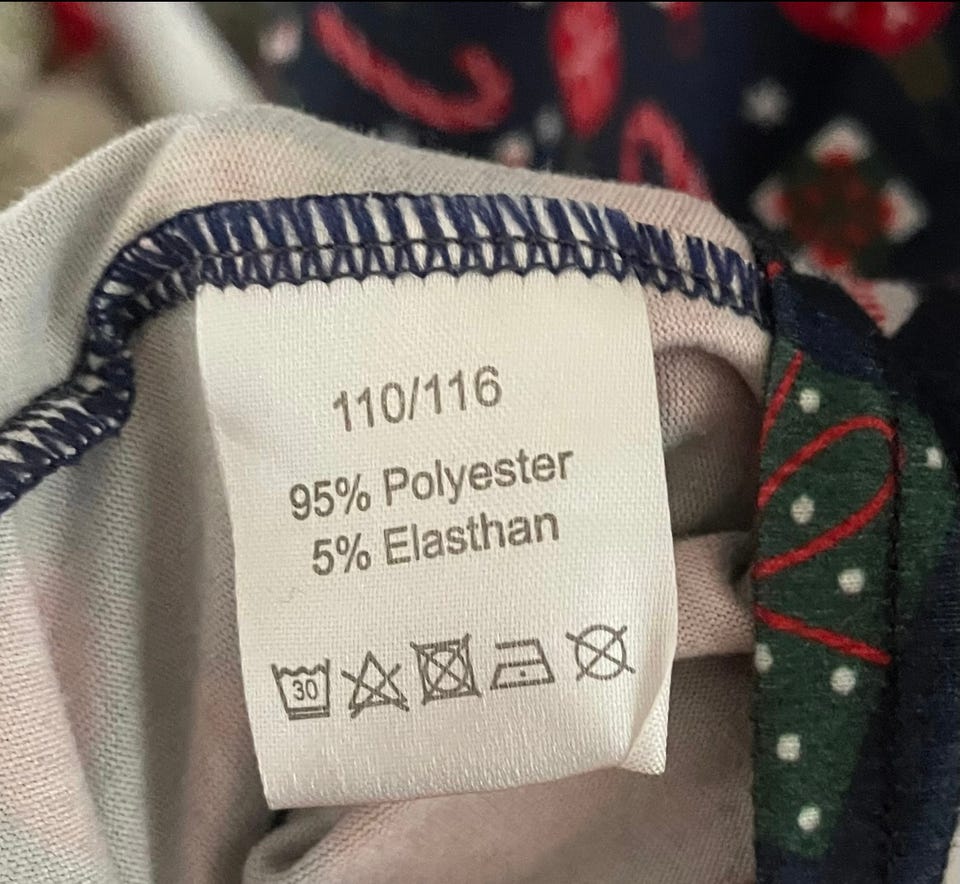 110/116
95% Polyester
5% Elasthan
30